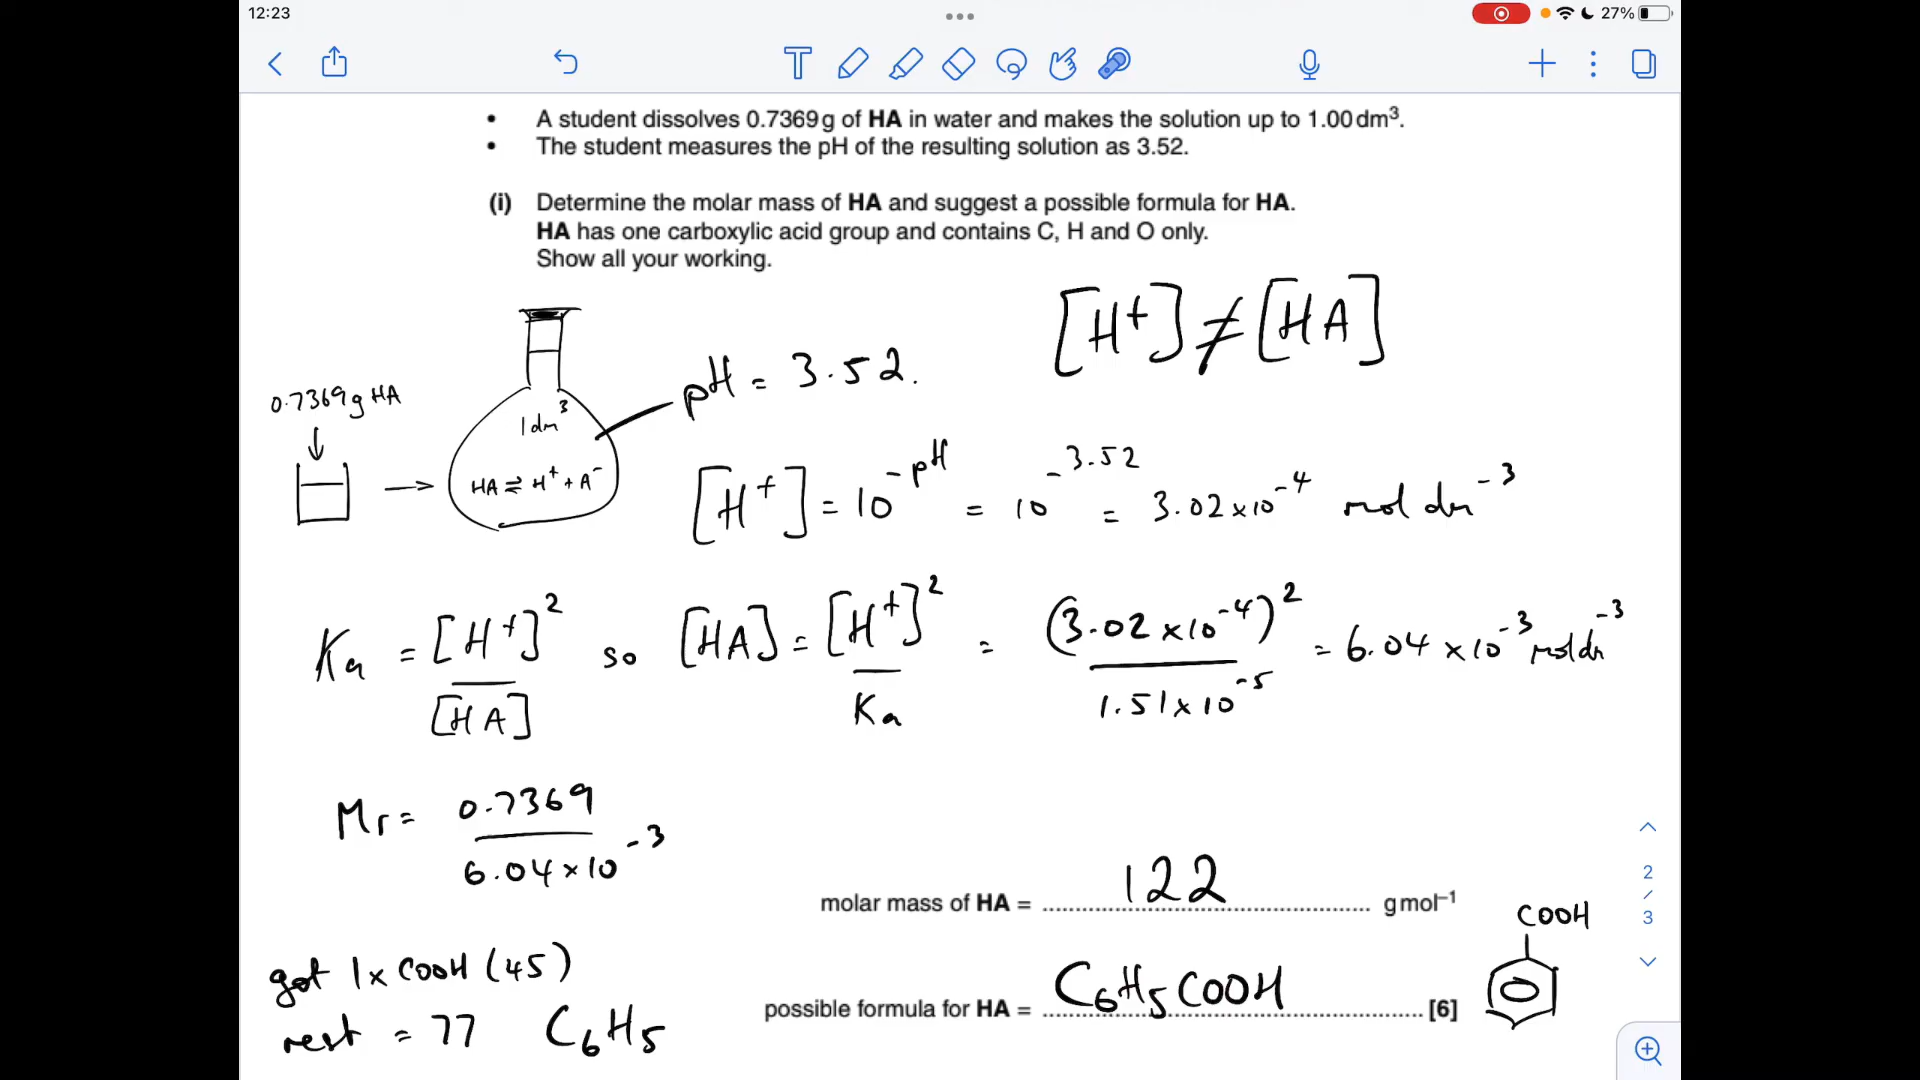 12:23
27%
• A student dissolves 0.7369 g of HA in water and makes the solution up to 1.00 dm³.
• The student measures the pH of the resulting solution as 3.52.
(i) Determine the molar mass of HA and suggest a possible formula for HA.
HA has one carboxylic acid group and contains C, H and O only.
Show all your working.
[H⁺] ≠ [HA]
0.7369g HA
1dm³
HA ⇌ H⁺ + A⁻
pH = 3.52.
[H⁺] = 10^-pH = 10^-3.52 = 3.02×10⁻⁴ mol dm⁻³
Ka = [H⁺]² / [HA] so [HA] = [H⁺]² / Ka = (3.02×10⁻⁴)² / 1.51×10⁻⁵ = 6.04×10⁻³ mol dm⁻³
Mr = 0.7369 / 6.04×10⁻³
molar mass of HA = 122 g mol⁻¹
got 1x COOH (45)
rest = 77 C₆H₅
possible formula for HA = C₆H₅COOH [6]
COOH
2
/
3